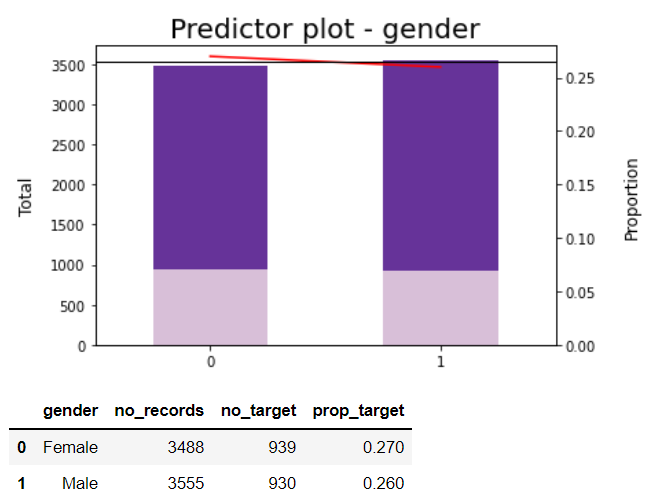 Predictor plot - gender
3500
3000
2500
2000
1500
1000
500
0
Total
0.25
0.20
0.15
0.10
0.05
0.00
Proportion
0 1
gender no_records no_target prop_target
0 Female 3488 939 0.270
1 Male 3555 930 0.260